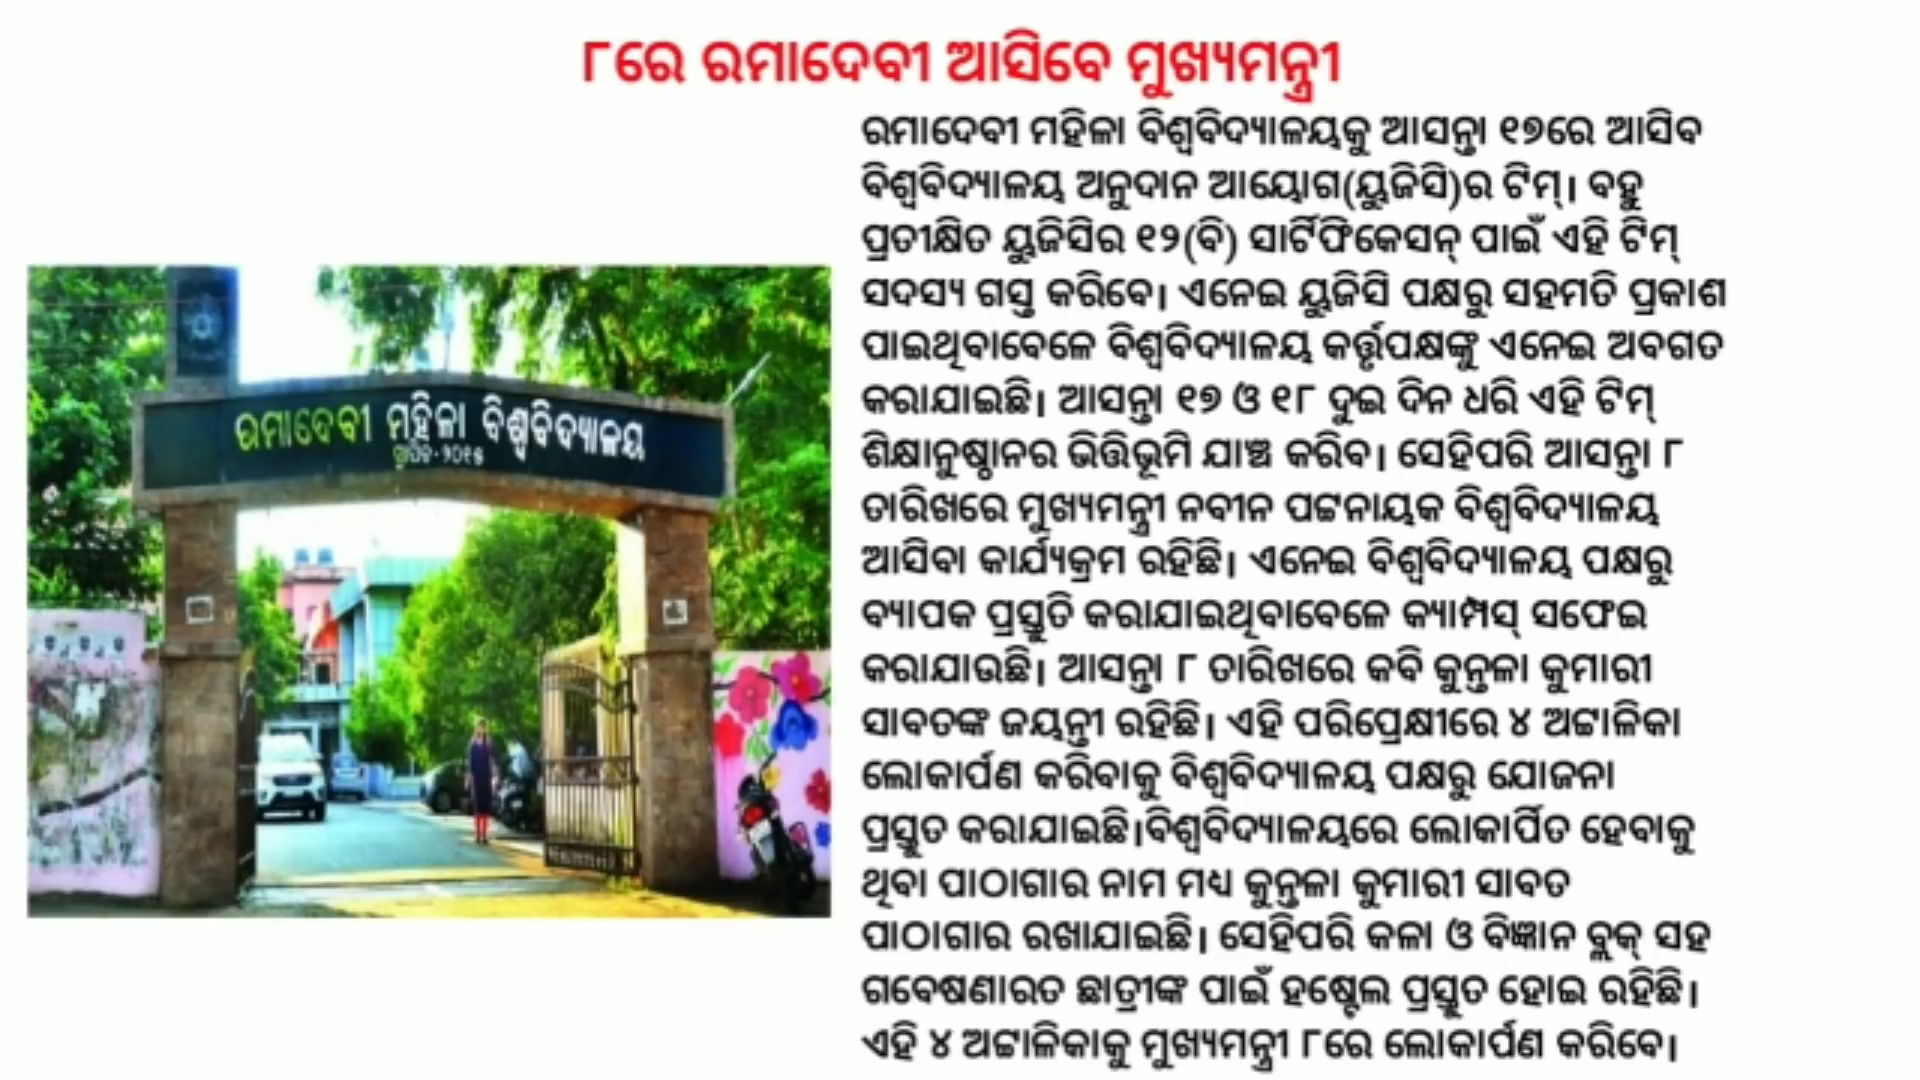 ୮ରେ ରମାଦେବୀ ଆସିବେ ମୁଖ୍ୟମନ୍ତ୍ରୀ
ରମାଦେବୀ ମହିଳା ବିଶ୍ୱବିଦ୍ୟାଳୟକୁ ଆସନ୍ତା ୧୭ରେ ଆସିବ
ବିଶ୍ୱବିଦ୍ୟାଳୟ ଅନୁଦାନ ଆୟୋଗ(ୟୁଜିସି)ର ଟିମ୍। ବହୁ
ପ୍ରତୀକ୍ଷିତ ୟୁଜିସିର ୧୨(ବି) ସାର୍ଟିଫିକେସନ୍ ପାଇଁ ଏହି ଟିମ୍
ସଦସ୍ୟ ଗସ୍ତ କରିବେ। ଏନେଇ ୟୁଜିସି ପକ୍ଷରୁ ସହମତି ପ୍ରକାଶ
ପାଇଥିବାବେଳେ ବିଶ୍ୱବିଦ୍ୟାଳୟ କର୍ତ୍ତୃପକ୍ଷଙ୍କୁ ଏନେଇ ଅବଗତ
କରାଯାଇଛି। ଆସନ୍ତା ୧୭ ଓ ୧୮ ଦୁଇ ଦିନ ଧରି ଏହି ଟିମ୍
ଶିକ୍ଷାନୁଷ୍ଠାନର ଭିତ୍ତିଭୂମି ଯାଞ୍ଚ କରିବ। ସେହିପରି ଆସନ୍ତା ୮
ତାରିଖରେ ମୁଖ୍ୟମନ୍ତ୍ରୀ ନବୀନ ପଟ୍ଟନାୟକ ବିଶ୍ୱବିଦ୍ୟାଳୟ
ଆସିବା କାର୍ଯ୍ୟକ୍ରମ ରହିଛି। ଏନେଇ ବିଶ୍ୱବିଦ୍ୟାଳୟ ପକ୍ଷରୁ
ବ୍ୟାପକ ପ୍ରସ୍ତୁତି କରାଯାଇଥିବାବେଳେ କ୍ୟାମ୍ପସ୍ ସଫେଇ
କରାଯାଉଛି। ଆସନ୍ତା ୮ ତାରିଖରେ କବି କୁନ୍ତଳା କୁମାରୀ
ସାବତଙ୍କ ଜୟନ୍ତୀ ରହିଛି। ଏହି ପରିପ୍ରେକ୍ଷୀରେ ୪ ଅଟ୍ଟାଳିକା
ଲୋକାର୍ପଣ କରିବାକୁ ବିଶ୍ୱବିଦ୍ୟାଳୟ ପକ୍ଷରୁ ଯୋଜନା
ପ୍ରସ୍ତୁତ କରାଯାଇଛି।ବିଶ୍ୱବିଦ୍ୟାଳୟରେ ଲୋକାର୍ପିତ ହେବାକୁ
ଥିବା ପାଠାଗାର ନାମ ମଧ୍ୟ କୁନ୍ତଳା କୁମାରୀ ସାବତ
ପାଠାଗାର ରଖାଯାଇଛି। ସେହିପରି କଳା ଓ ବିଜ୍ଞାନ ବ୍ଲକ୍ ସହ
ଗବେଷଣାରତ ଛାତ୍ରୀଙ୍କ ପାଇଁ ହଷ୍ଟେଲ ପ୍ରସ୍ତୁତ ହୋଇ ରହିଛି।
ଏହି ୪ ଅଟ୍ଟାଳିକାକୁ ମୁଖ୍ୟମନ୍ତ୍ରୀ ୮ରେ ଲୋକାର୍ପଣ କରିବେ।
ରମାଦେବୀ ମହିଳା ବିଶ୍ୱବିଦ୍ୟାଳୟ
ସ୍ଥାପିତ-୨୦୧୫